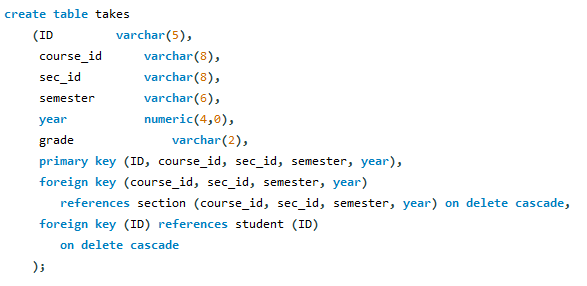 create table takes
(ID varchar(5),
course_id varchar(8),
sec_id varchar(8),
semester varchar(6),
year numeric(4,0),
grade varchar(2),
primary key (ID, course_id, sec_id, semester, year),
foreign key (course_id, sec_id, semester, year)
references section (course_id, sec_id, semester, year) on delete cascade,
foreign key (ID) references student (ID)
on delete cascade
);